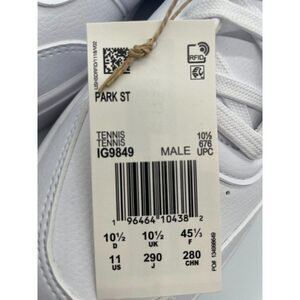 RFID
PARK ST
TENNIS
TENNIS
IG9849
MALE
10½
676
UPC
1 96464 10438 2
10½ 10½ 45⅓
D UK F
11 290 280
US J CHN